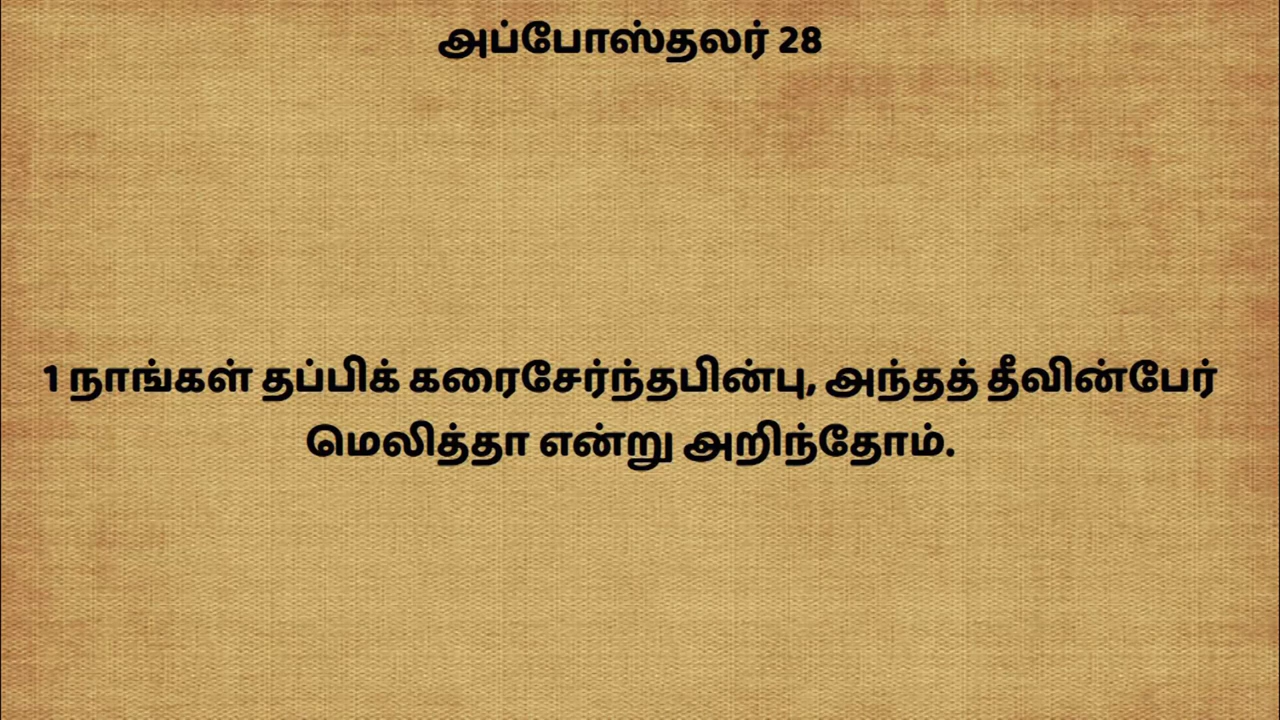 அப்போஸ்தலர் 28
1 நாங்கள் தப்பிக் கரைசேர்ந்தபின்பு, அந்தத் தீவின்பேர்
மெலித்தா என்று அறிந்தோம்.